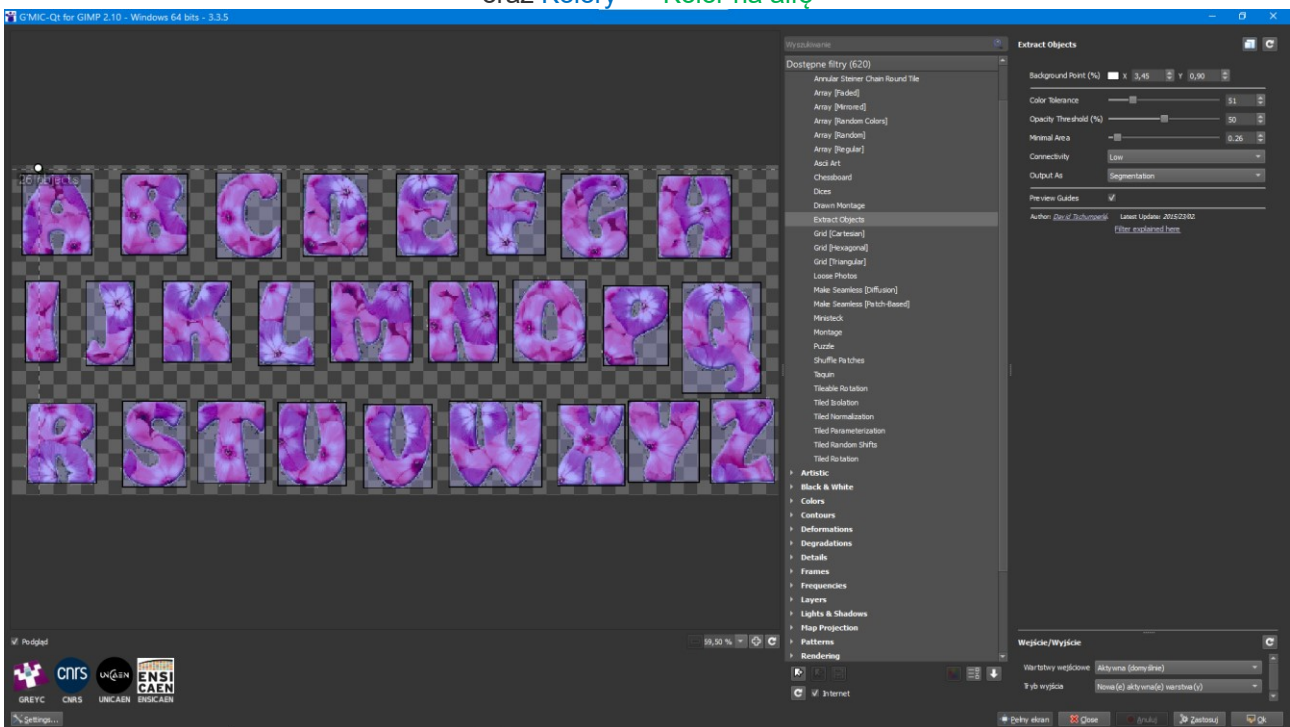 oraz Kolory Kolor na alfę
G'MIC-Qt for GIMP 2.10 - Windows 64 bits - 3.3.5
Wyszukiwanie
Dostępne filtry (620)
Annular Steiner Chain Round Tile
Array [Faded]
Array [Mirrored]
Array [Random Colors]
Array [Random]
Array [Regular]
Ascii Art
Chessboard
Dices
Drawn Montage
Extract Objects
Grid [Cartesian]
Grid [Hexagonal]
Grid [Triangular]
Loose Photos
Make Seamless [Diffusion]
Make Seamless [Patch-Based]
Ministeck
Montage
Puzzle
Shuffle Patches
Taquin
Tileable Rotation
Tiled Isolation
Tiled Normalization
Tiled Parameterization
Tiled Random Shifts
Tiled Rotation
Artistic
Black & White
Colors
Contours
Deformations
Degradations
Details
Frames
Frequencies
Layers
Lights & Shadows
Map Projection
Patterns
Rendering
Internet
Extract Objects
Background Point (%) X 3,45 Y 0,90
Color Tolerance 51
Opacity Threshold (%) 50
Minimal Area 0.26
Connectivity Low
Output As Segmentation
Preview Guides
Author: David Tschumperlé. Latest Update: 2015/23/02.
Filter explained here
26 objects
A B C D E F G H
I J K L M N O P Q
R S T U V W X Y Z
Podgląd
59,50 %
GREYC
cnrs
CNRS
UNICAEN
UNICAEN
ENSI
CAEN
ENSICAEN
Wejście/Wyjście
Warstwy wejściowe Aktywna (domyślnie)
Tryb wyjścia Nowa(e) aktywna(e) warstwa(y)
Settings...
Pełny ekran Close Anuluj Zastosuj Ok